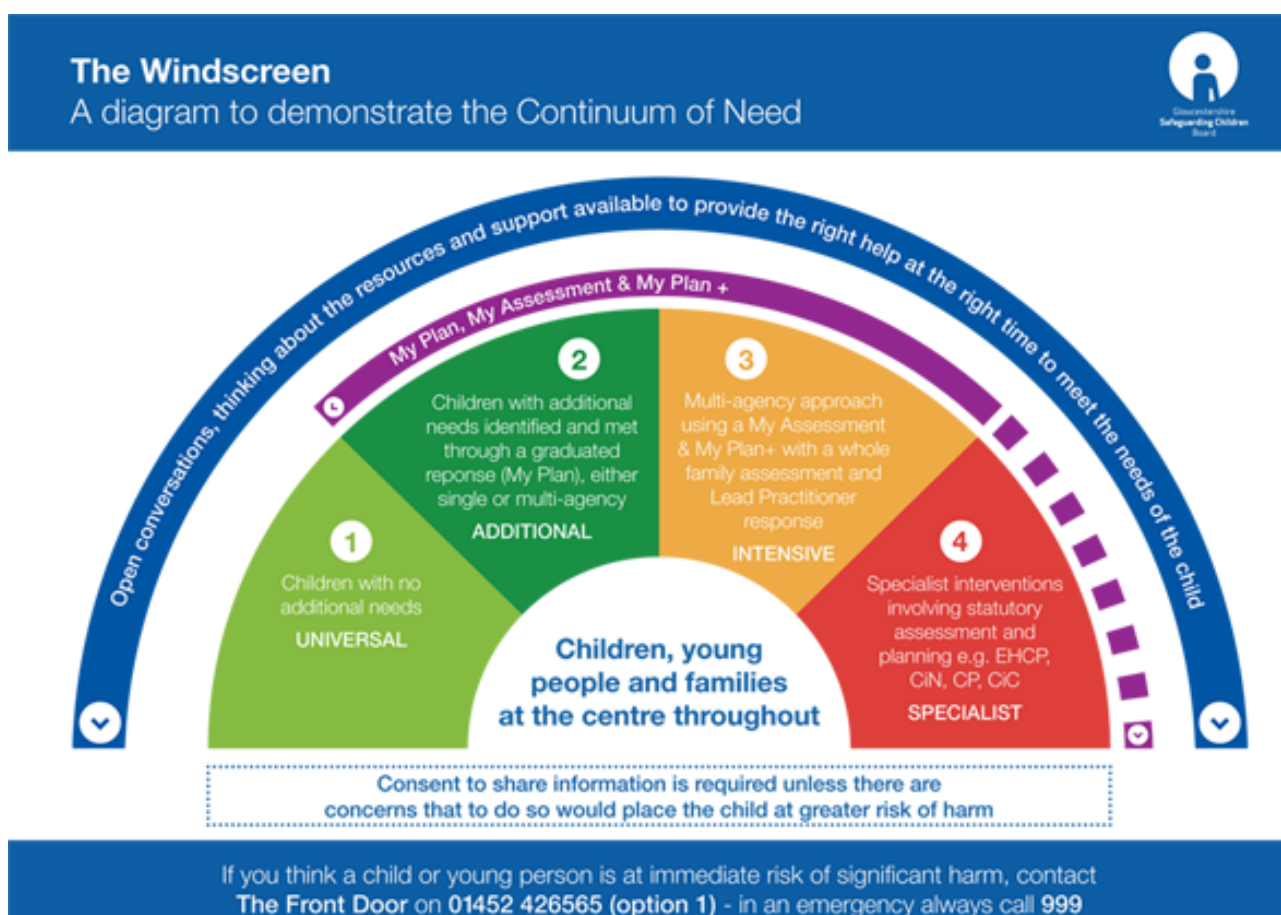 The Windscreen
A diagram to demonstrate the Continuum of Need
Gloucestershire
Safeguarding Children
Board
Open conversations, thinking about the resources and support available to provide the right help at the right time to meet the needs of the child
My Plan, My Assessment & My Plan +
1
Children with no
additional needs
UNIVERSAL
2
Children with additional
needs identified and met
through a graduated
reponse (My Plan), either
single or multi-agency
ADDITIONAL
3
Multi-agency approach
using a My Assessment
& My Plan+ with a whole
family assessment and
Lead Practitioner
response
INTENSIVE
4
Specialist interventions
involving statutory
assessment and
planning e.g. EHCP,
CiN, CP, CiC
SPECIALIST
Children, young
people and families
at the centre throughout
Consent to share information is required unless there are
concerns that to do so would place the child at greater risk of harm
If you think a child or young person is at immediate risk of significant harm, contact
The Front Door on 01452 426565 (option 1) - in an emergency always call 999